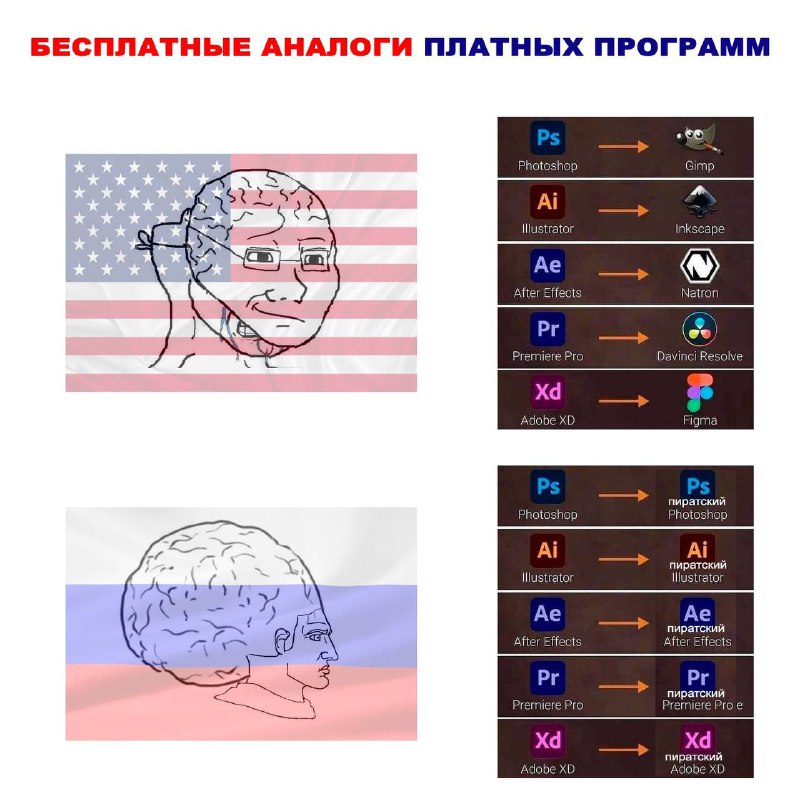 БЕСПЛАТНЫЕ АНАЛОГИ ПЛАТНЫХ ПРОГРАММ
Ps
Photoshop Gimp
Ai
Illustrator Inkscape
Ae N
After Effects Natron
Pr
Premiere Pro Davinci Resolve
Xd
Adobe XD Figma
Ps Ps
пиратский
Photoshop Photoshop
Ai Ai
пиратский
Illustrator Illustrator
Ae Ae
пиратский
After Effects After Effects
Pr Pr
пиратский
Premiere Pro Premiere Pro e
Xd Xd
пиратский
Adobe XD Adobe XD